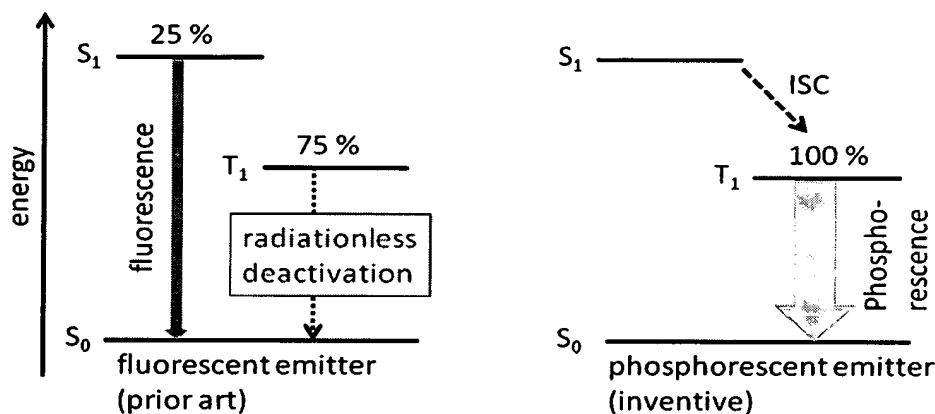 energy
25 %
S1
fluorescence
75 %
T1
radiationless
deactivation
S0
fluorescent emitter
(prior art)
S1
ISC
100 %
T1
Phospho-
rescence
S0
phosphorescent emitter
(inventive)